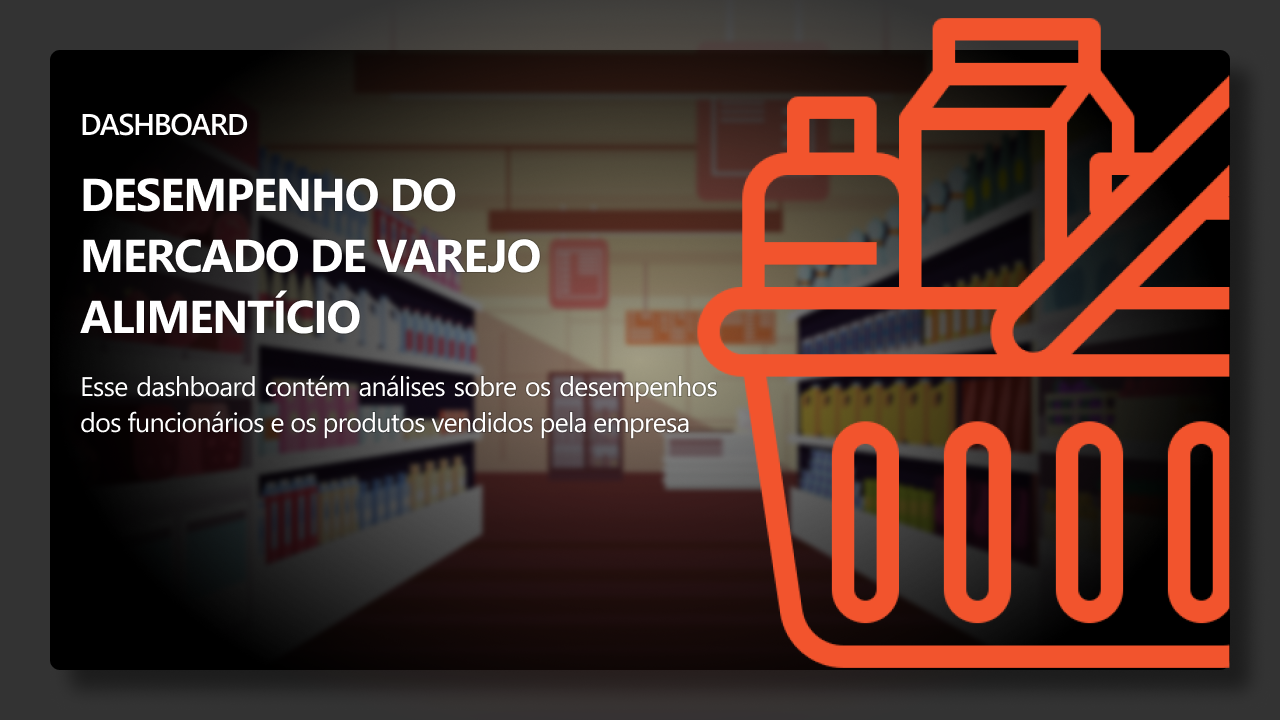 DASHBOARD
DESEMPENHO DO
MERCADO DE VAREJO
ALIMENTÍCIO
Esse dashboard contém análises sobre os desempenhos
dos funcionários e os produtos vendidos pela empresa